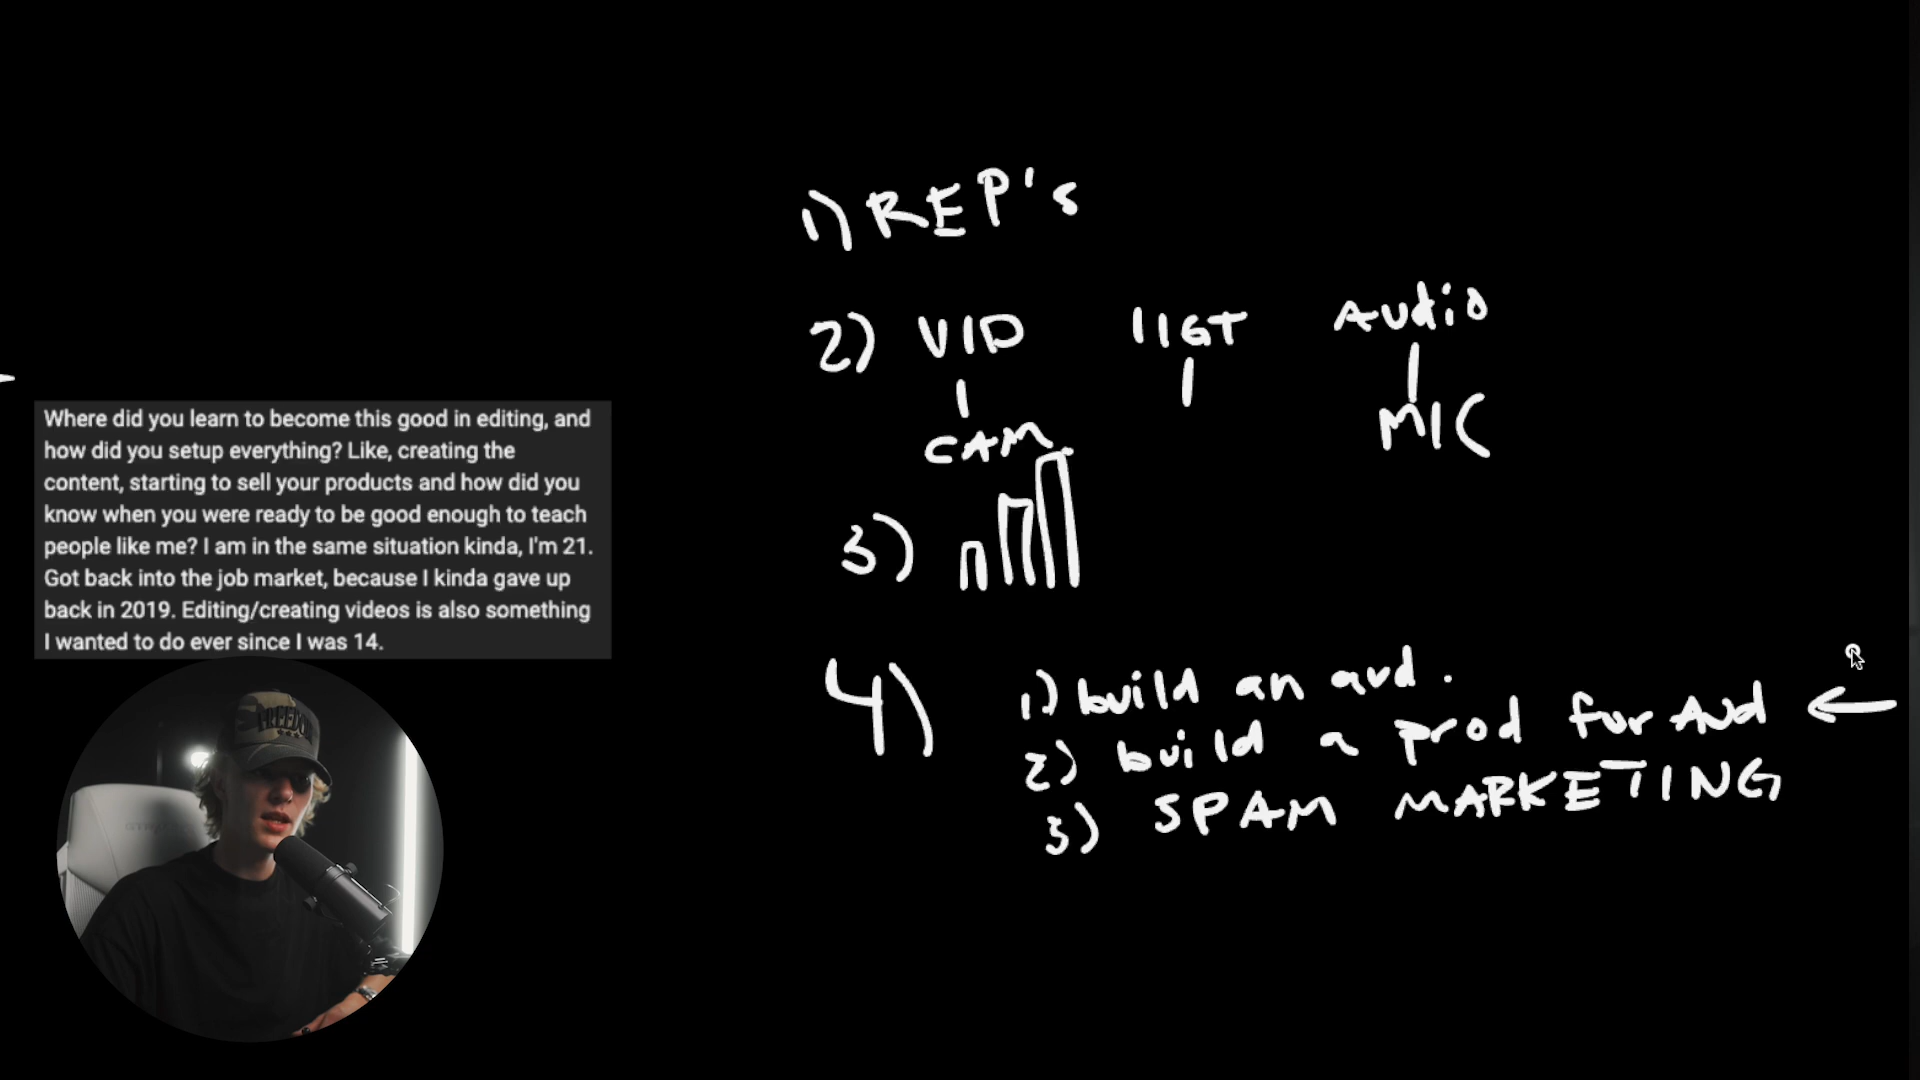 1) REP's
2) VID LIGT Audio
CAM MIC
3)
Where did you learn to become this good in editing, and
how did you setup everything? Like, creating the
content, starting to sell your products and how did you
know when you were ready to be good enough to teach
people like me? I am in the same situation kinda, I'm 21.
Got back into the job market, because I kinda gave up
back in 2019. Editing/creating videos is also something
I wanted to do ever since I was 14.
4) 1) build an aud.
2) build a prod for Aud
3) SPAM MARKETING
FREEDOM